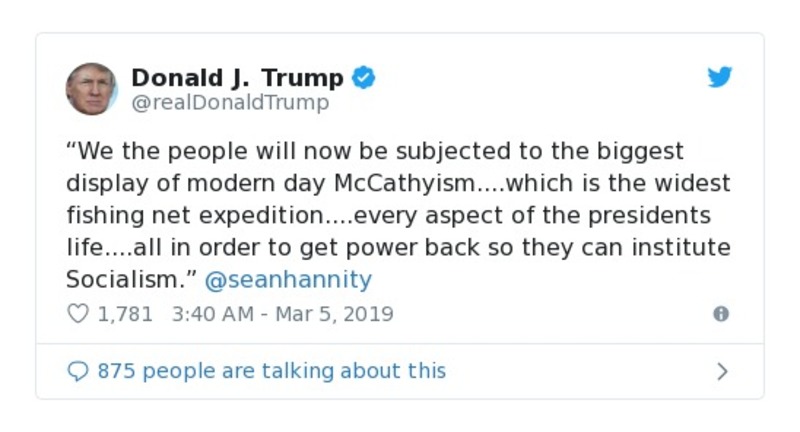 Donald J. Trump
@realDonaldTrump
“We the people will now be subjected to the biggest
display of modern day McCathyism....which is the widest
fishing net expedition....every aspect of the presidents
life....all in order to get power back so they can institute
Socialism.” @seanhannity
1,781 3:40 AM - Mar 5, 2019
875 people are talking about this